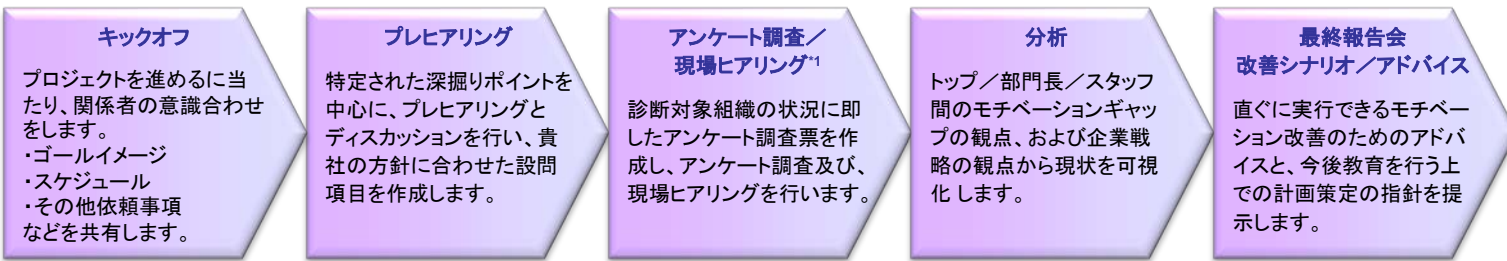 キックオフ
プロジェクトを進めるに当
たり、関係者の意識合わせ
をします。
・ゴールイメージ
・スケジュール
・その他依頼事項
などを共有します。
プレヒアリング
特定された深掘りポイントを
中心に、プレヒアリングと
ディスカッションを行い、貴
社の方針に合わせた設問
項目を作成します。
アンケート調査／
現場ヒアリング*1
診断対象組織の状況に即
したアンケート調査票を作
成し、アンケート調査及び、
現場ヒアリングを行います。
分析
トップ／部門長／スタッフ
間のモチベーションギャッ
プの観点、および企業戦
略の観点から現状を可視
化 します。
最終報告会
改善シナリオ／アドバイス
直ぐに実行できるモチベー
ション改善のためのアドバ
イスと、今後教育を行う上
での計画策定の指針を提
示します。